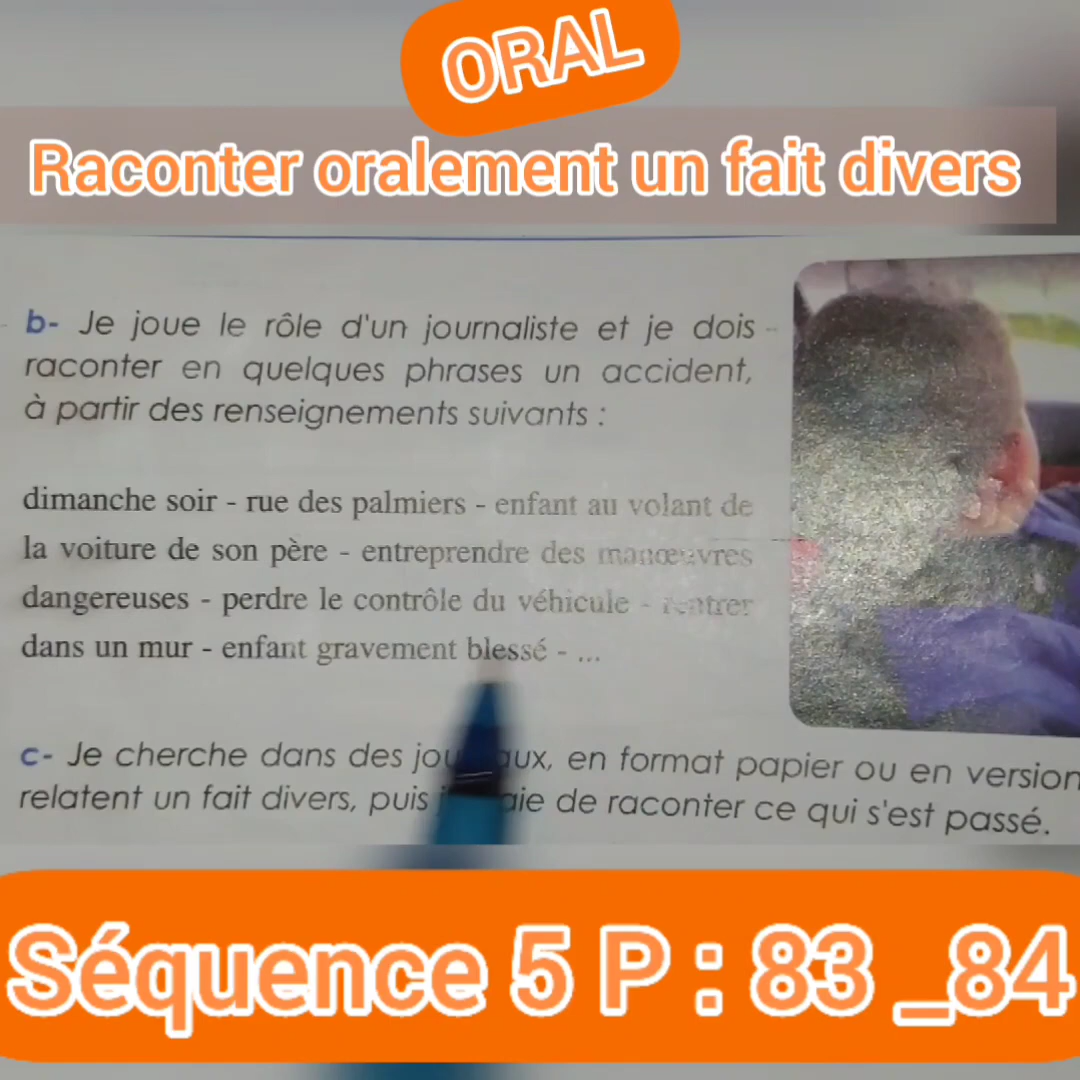 ORAL
Raconter oralement un fait divers
b- Je joue le rôle d'un journaliste et je dois
raconter en quelques phrases un accident,
à partir des renseignements suivants :
dimanche soir - rue des palmiers - enfant au volant de
la voiture de son père - entreprendre des manœuvres
dangereuses - perdre le contrôle du véhicule - rentrer
dans un mur - enfant gravement blessé - ...
c- Je cherche dans des aux, en format papier ou en version
relatent un fait divers, puis de raconter ce qui s'est passé.
Séquence 5 P : 83 _84